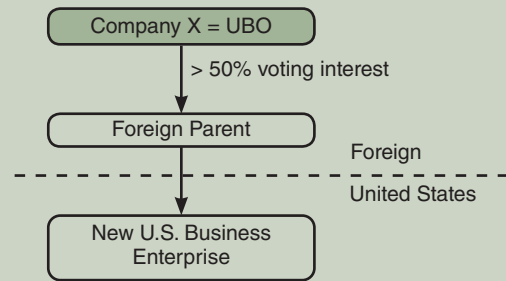 Company X = UBO
> 50% voting interest
Foreign Parent
Foreign
United States
New U.S. Business
Enterprise